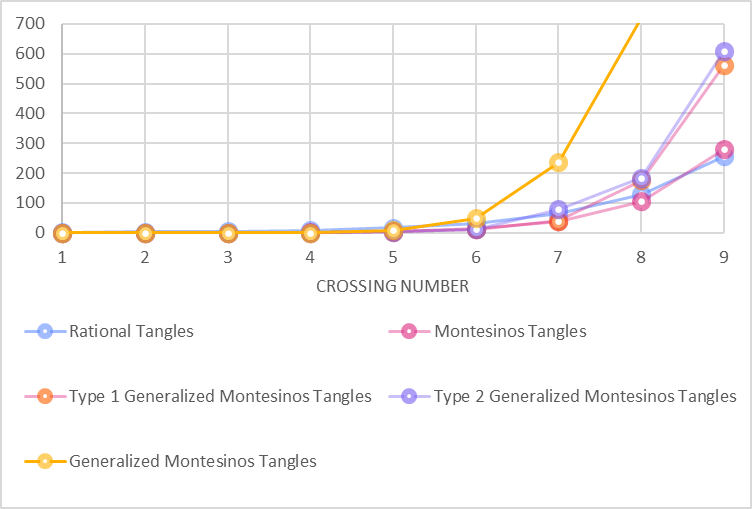 700
600
500
400
300
200
100
0
1 2 3 4 5 6 7 8 9
CROSSING NUMBER
Rational Tangles
Montesinos Tangles
Type 1 Generalized Montesinos Tangles
Type 2 Generalized Montesinos Tangles
Generalized Montesinos Tangles